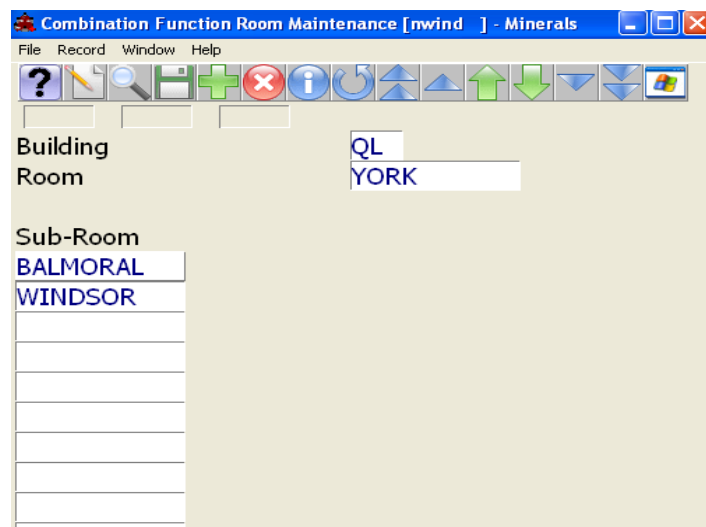 Combination Function Room Maintenance [nwind ] - Minerals
File Record Window Help
?
Building QL
Room YORK
Sub-Room
BALMORAL
WINDSOR